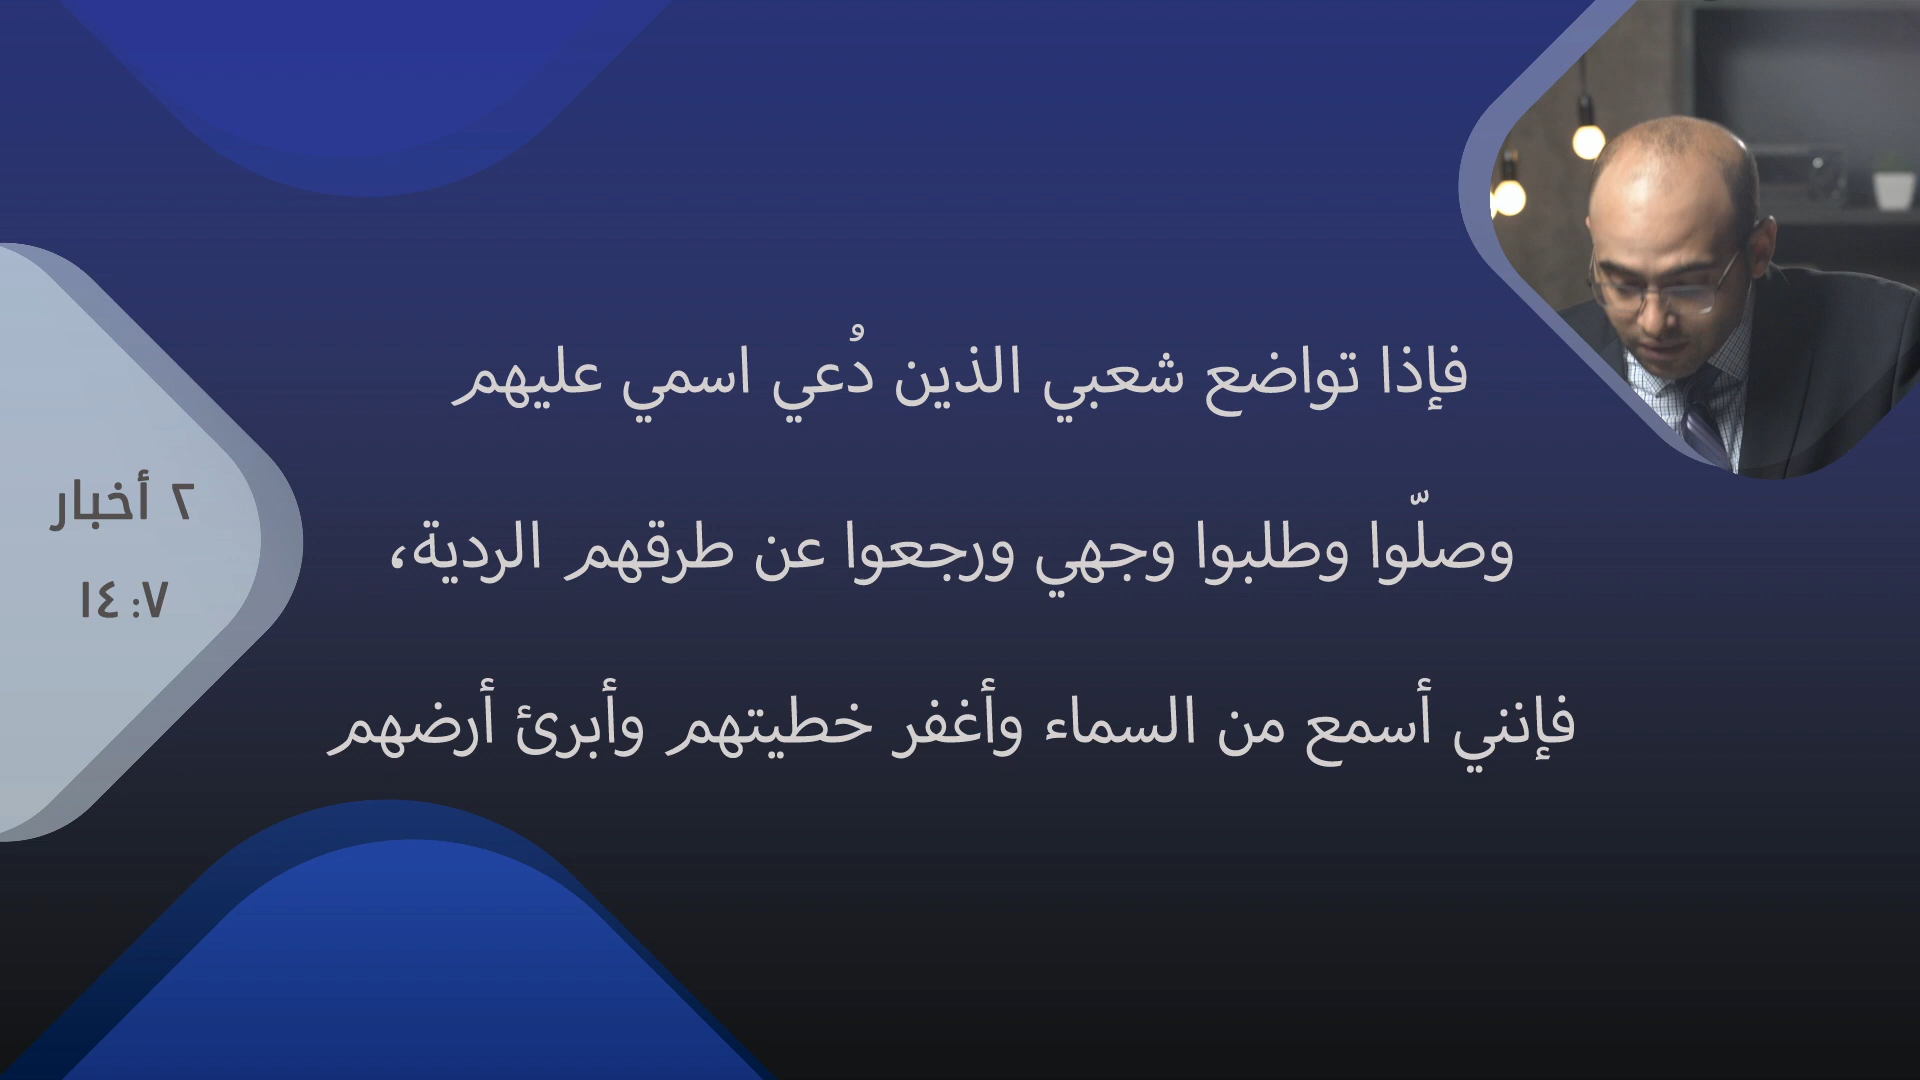 فإذا تواضع شعبي الذين دُعي اسمي عليهم
وصلّوا وطلبوا وجهي ورجعوا عن طرقهم الردية،
فإنني أسمع من السماء وأغفر خطيتهم وأبرئ أرضهم
٢ أخبار
٧: ١٤